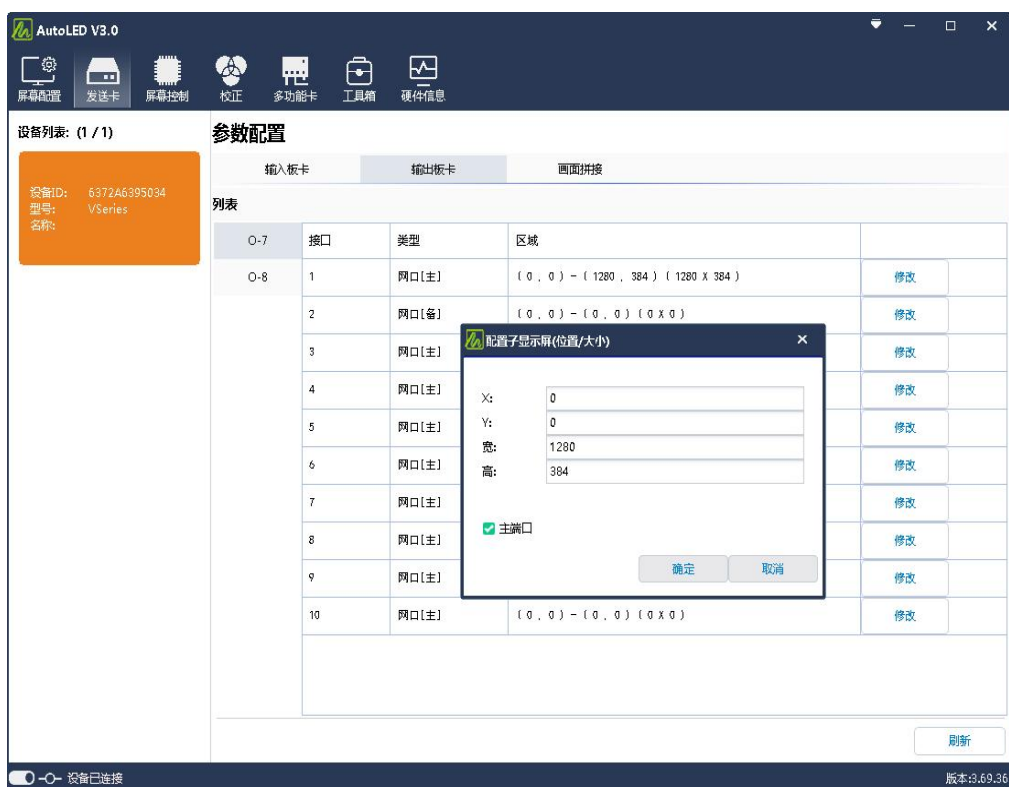 AutoLED V3.0
屏幕配置 发送卡 屏幕控制 校正 多功能卡 工具箱 硬件信息
设备列表: (1 / 1)
设备ID: 6372A6395034
型号: VSeries
名称:
参数配置
输入板卡 输出板卡 画面拼接
列表
O-7
O-8
接口 类型 区域
1 网口[主] ( 0 , 0 ) - ( 1280 , 384 ) ( 1280 X 384 ) 修改
2 网口[备] ( 0 , 0 ) - ( 0 , 0 ) ( 0 X 0 ) 修改
3 网口[主] 修改
4 网口[主] 修改
5 网口[主] 修改
6 网口[主] 修改
7 网口[主] 修改
8 网口[主] 修改
9 网口[主] 修改
10 网口[主] ( 0 , 0 ) - ( 0 , 0 ) ( 0 X 0 ) 修改
配置子显示屏(位置/大小)
X: 0
Y: 0
宽: 1280
高: 384
主端口
确定 取消
刷新
设备已连接
版本:3.69.36